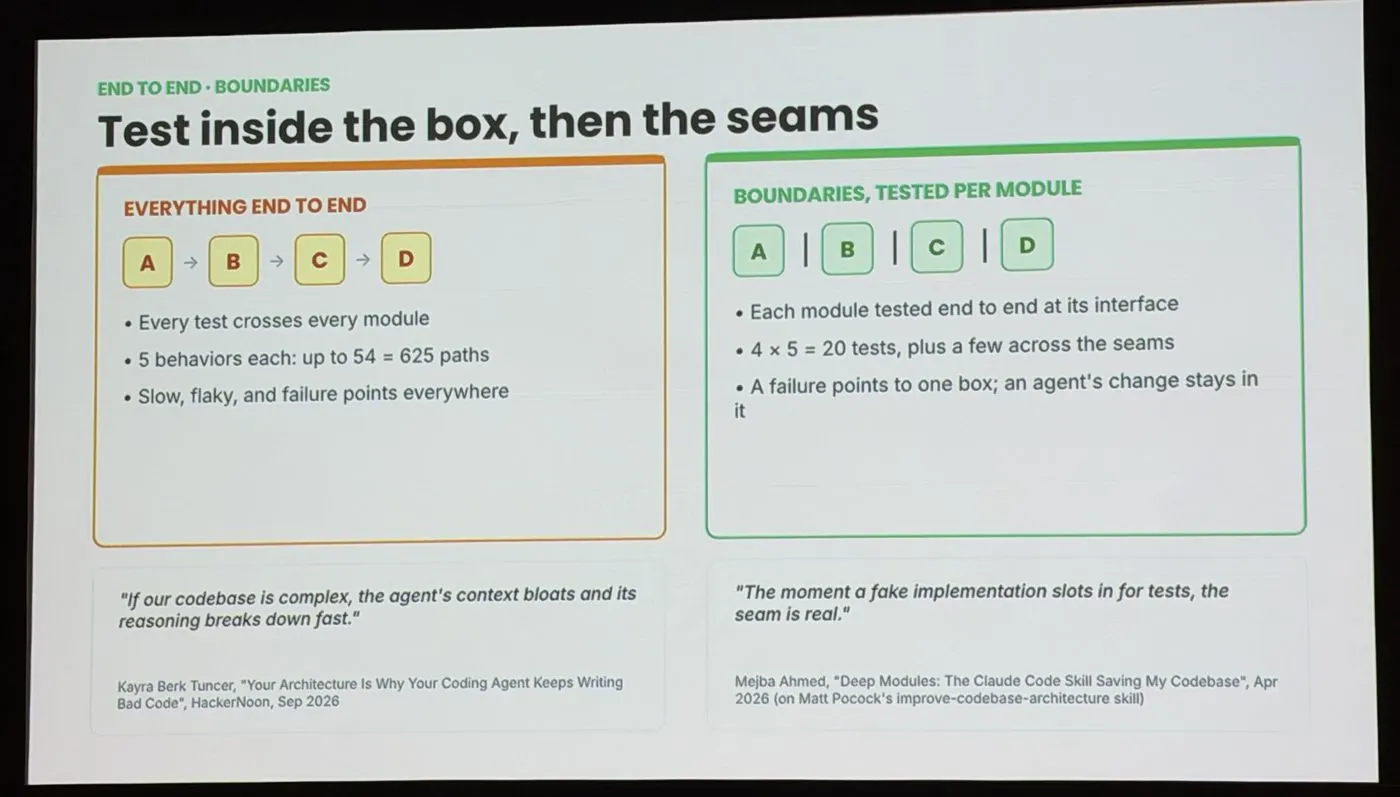 END TO END · BOUNDARIES
Test inside the box, then the seams
EVERYTHING END TO END
A → B → C → D
• Every test crosses every module
• 5 behaviors each: up to 54 = 625 paths
• Slow, flaky, and failure points everywhere
BOUNDARIES, TESTED PER MODULE
A | B | C | D
• Each module tested end to end at its interface
• 4 × 5 = 20 tests, plus a few across the seams
• A failure points to one box; an agent's change stays in
it
"If our codebase is complex, the agent's context bloats and its
reasoning breaks down fast."
Kayra Berk Tuncer, "Your Architecture Is Why Your Coding Agent Keeps Writing
Bad Code", HackerNoon, Sep 2026
"The moment a fake implementation slots in for tests, the
seam is real."
Mejba Ahmed, "Deep Modules: The Claude Code Skill Saving My Codebase", Apr
2026 (on Matt Pocock's improve-codebase-architecture skill)